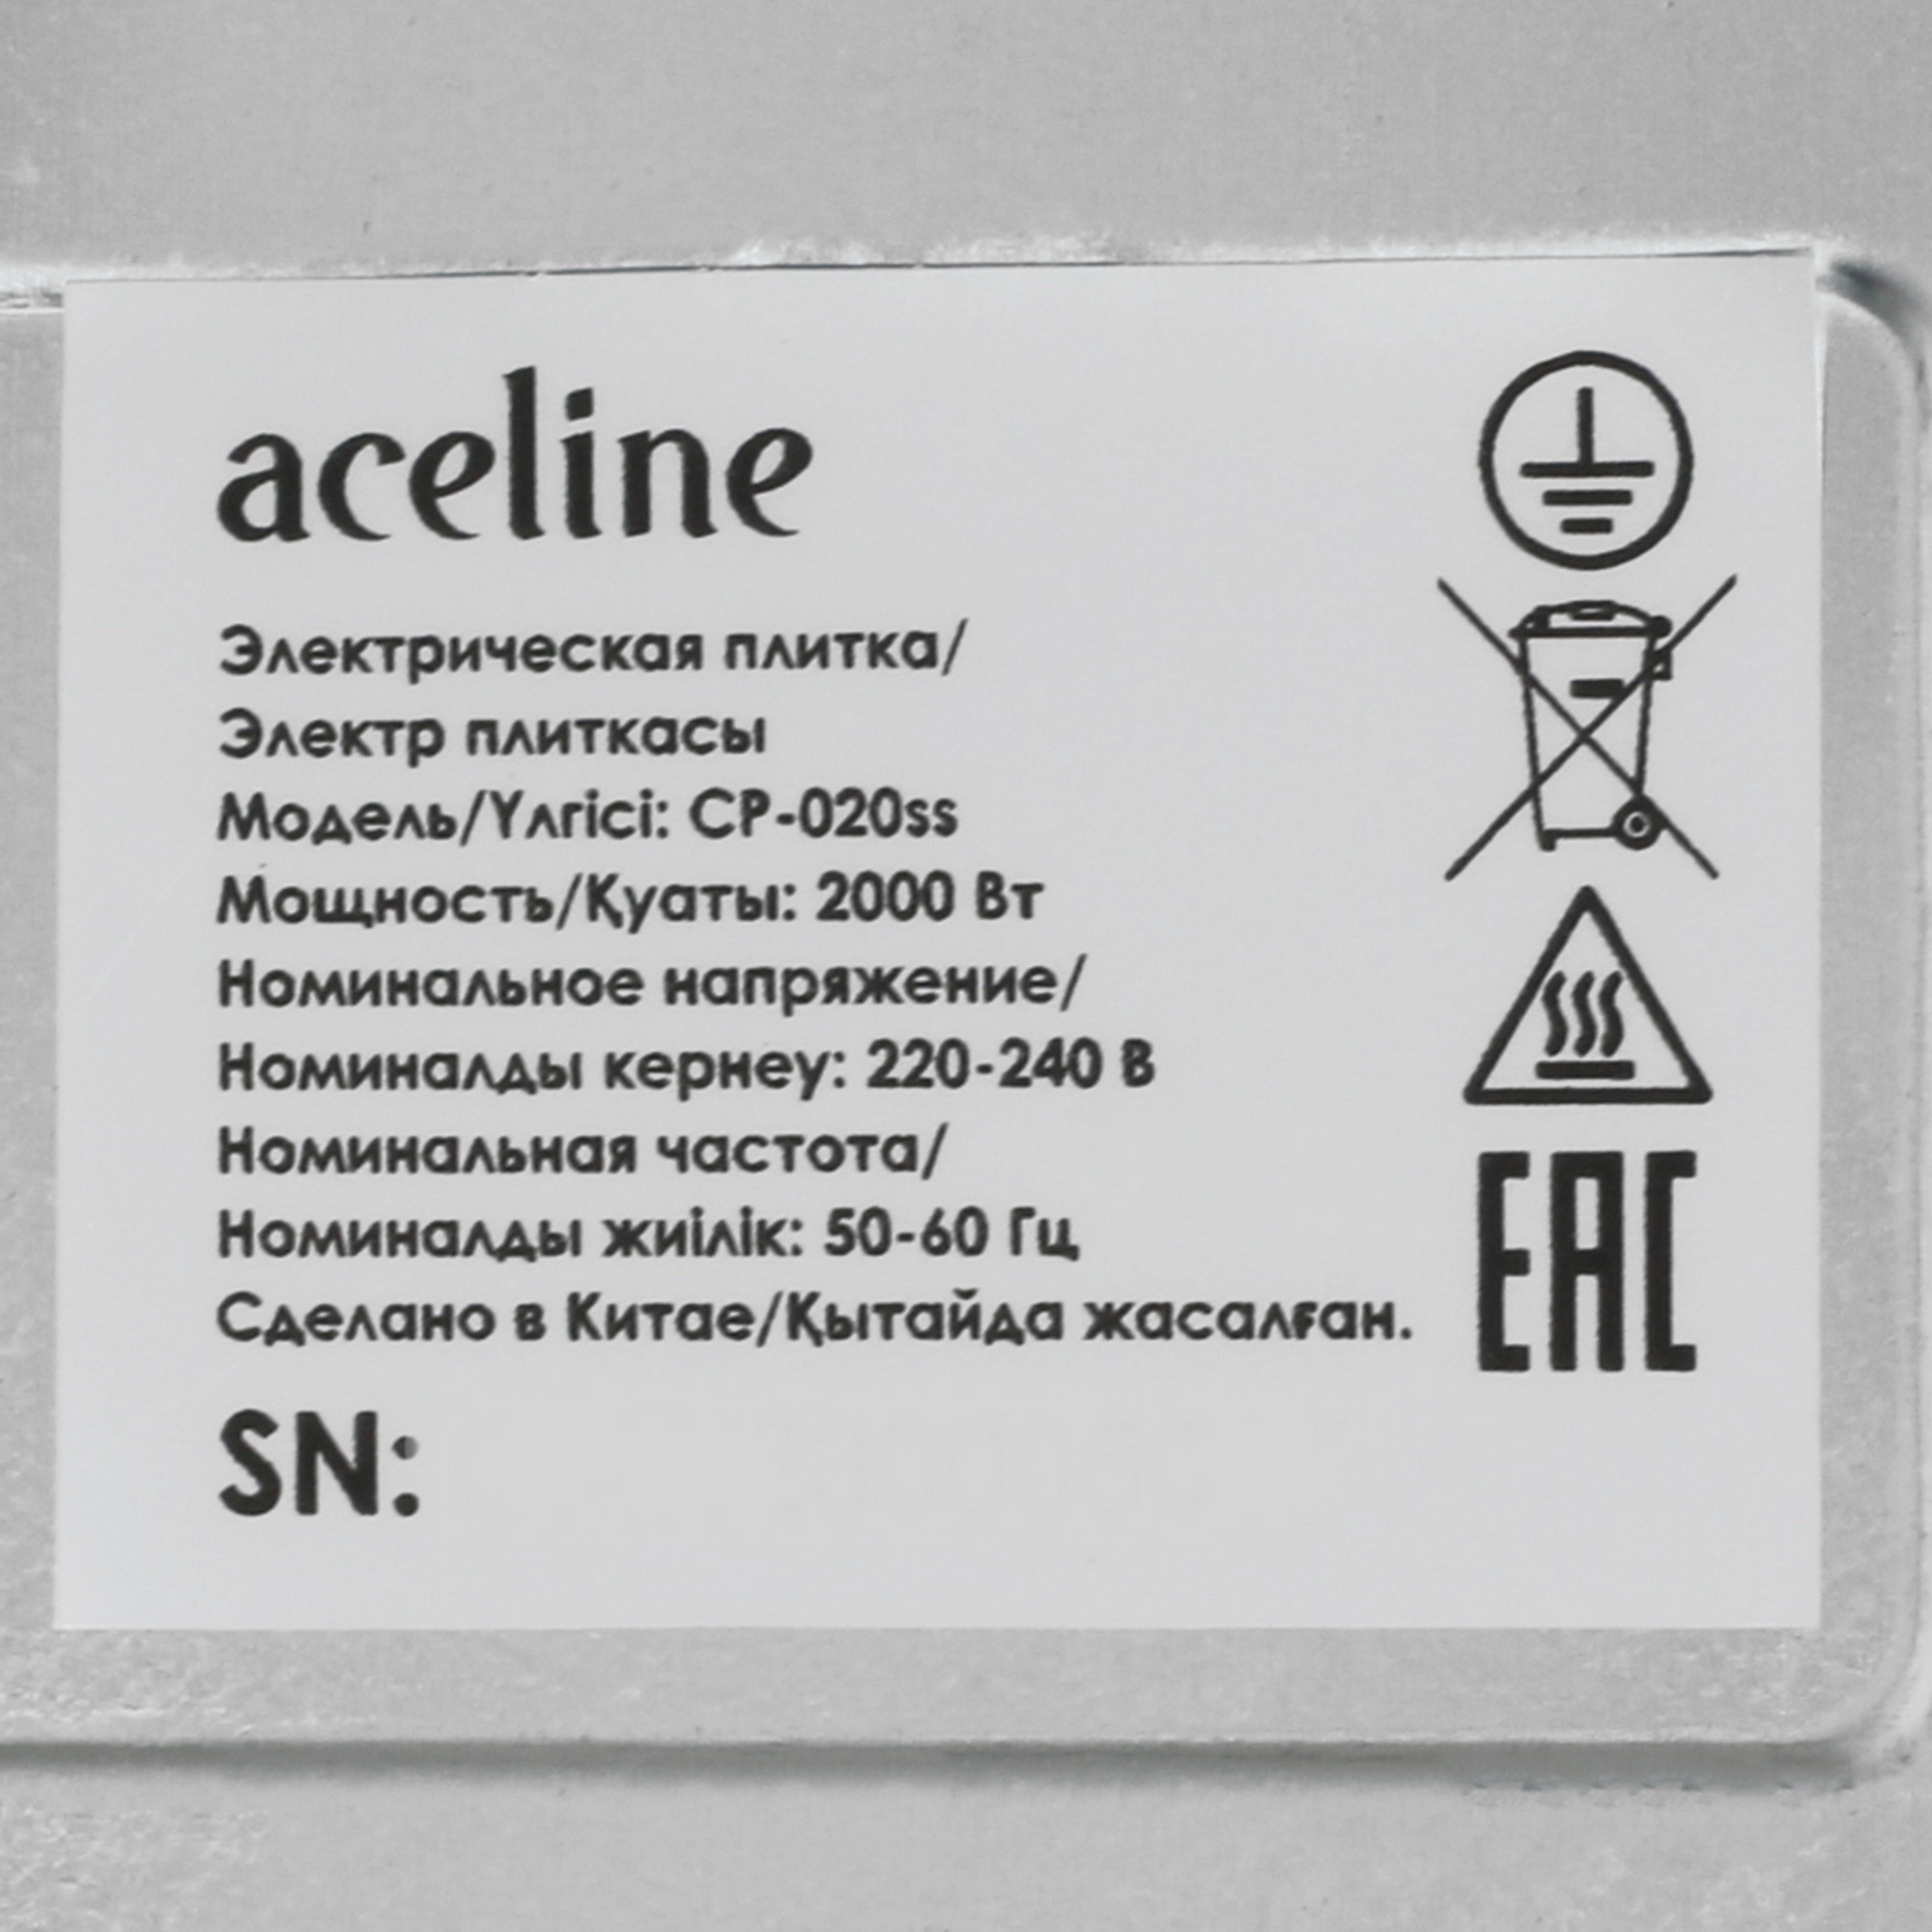 aceline
Электрическая плитка/
Электр плиткасы
Модель/Үлгісі: CP-020ss
Мощность/Қуаты: 2000 Вт
Номинальное напряжение/
Номиналды кернеу: 220-240 В
Номинальная частота/
Номиналды жиілік: 50-60 Гц
Сделано в Китае/Қытайда жасалған.
EAC
SN: